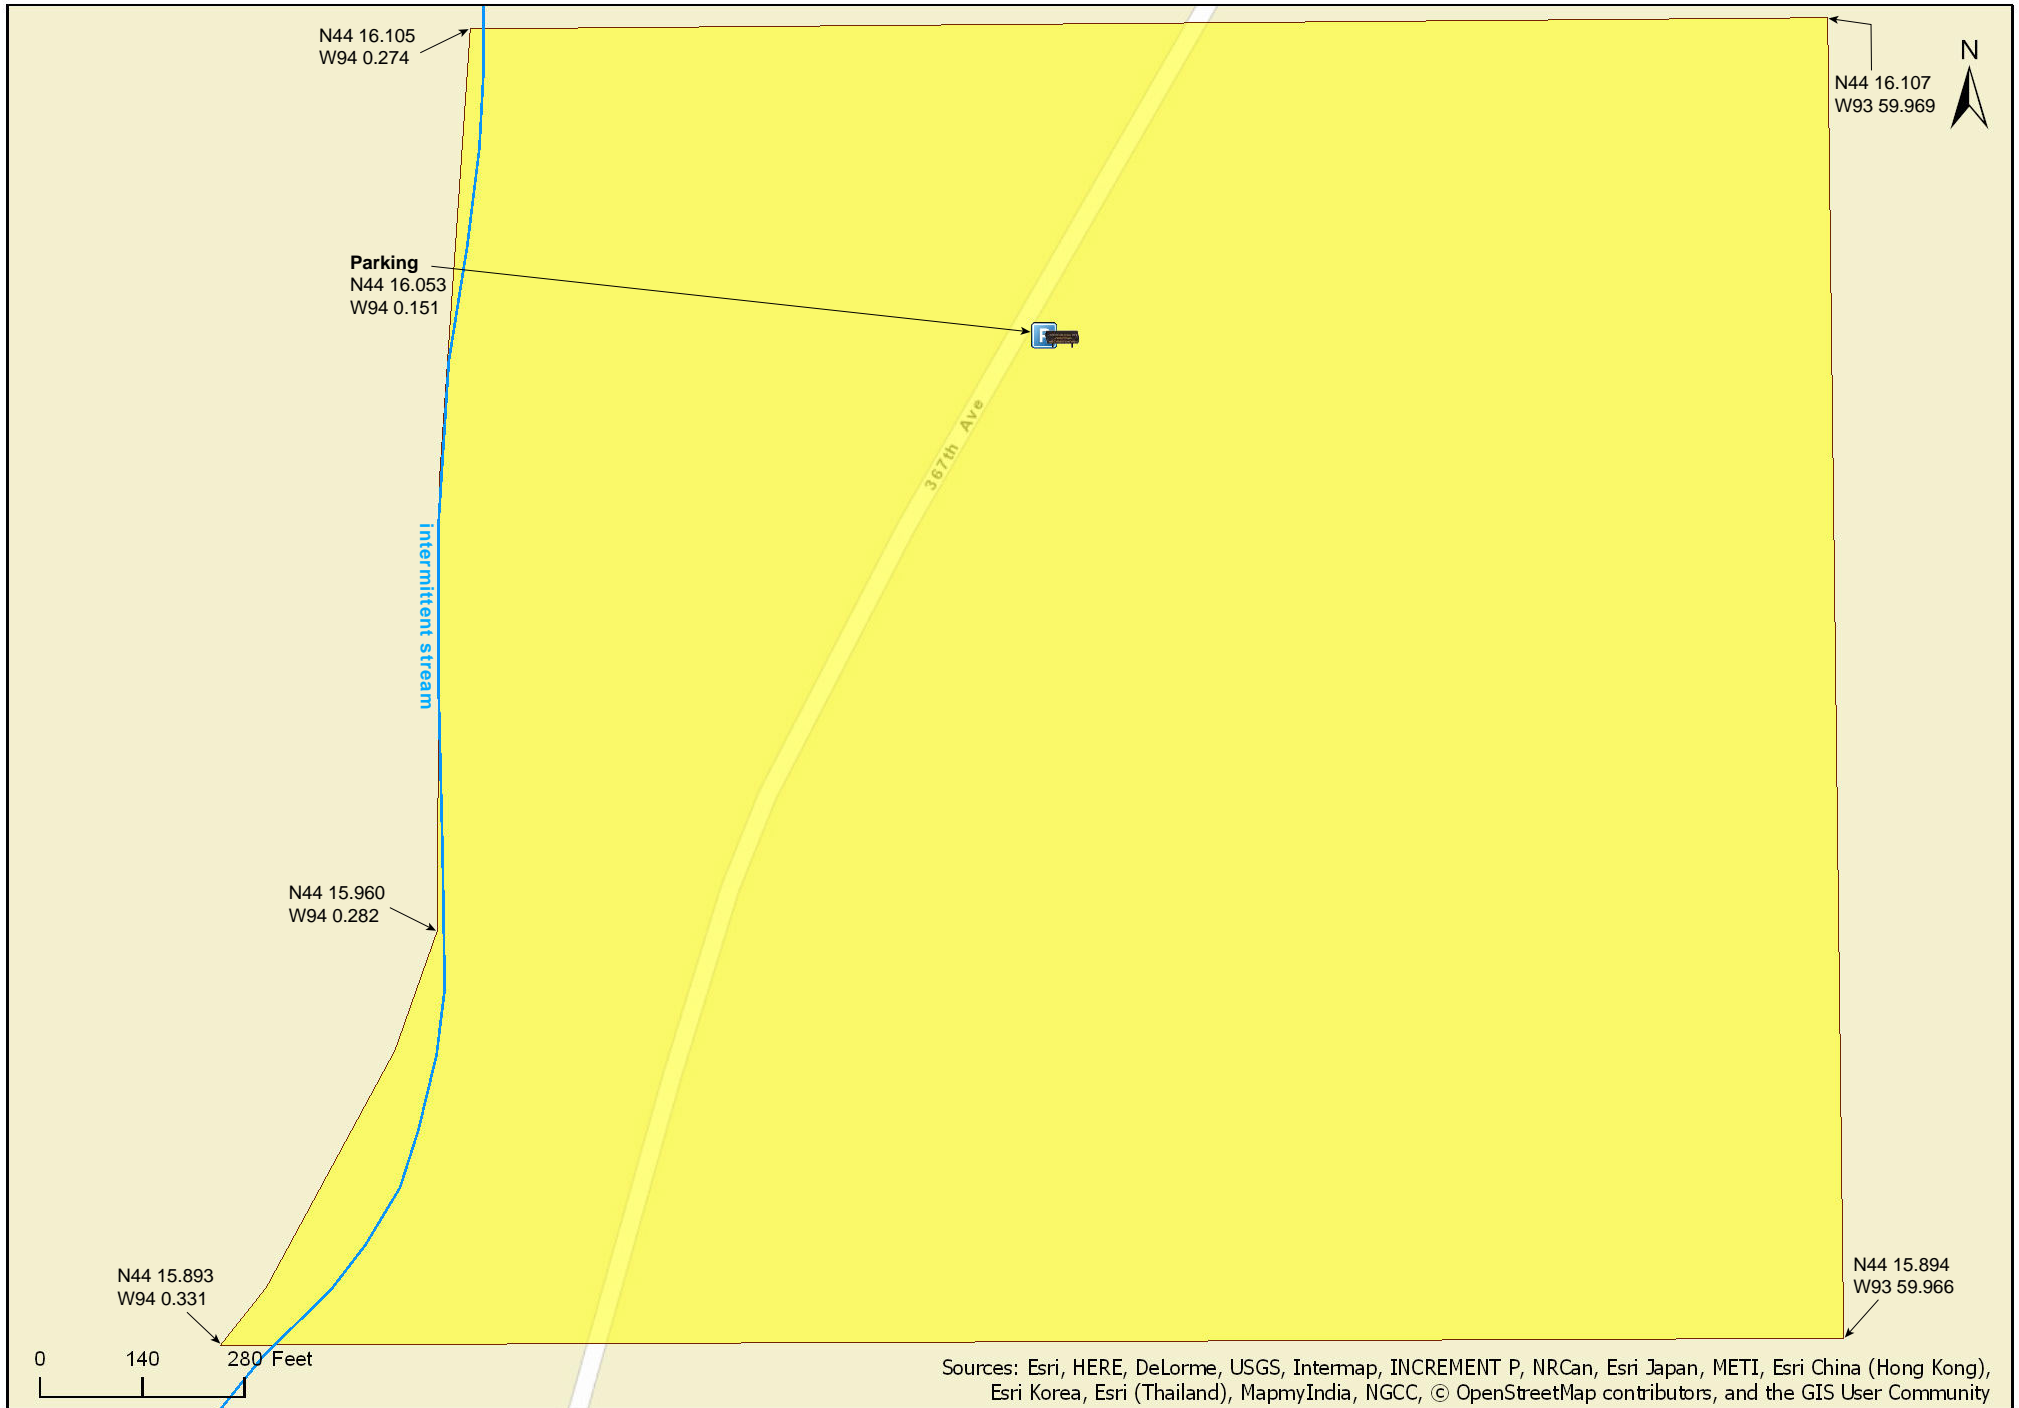 N44 16.105
W94 0.274
N
N44 16.107
W93 59.969
Parking
N44 16.053
W94 0.151
P
367th Ave
intermittent stream
N44 15.960
W94 0.282
N44 15.893
W94 0.331
N44 15.894
W93 59.966
0 140 280 Feet
Sources: Esri, HERE, DeLorme, USGS, Intermap, INCREMENT P, NRCan, Esri Japan, METI, Esri China (Hong Kong),
Esri Korea, Esri (Thailand), MapmyIndia, NGCC, © OpenStreetMap contributors, and the GIS User Community